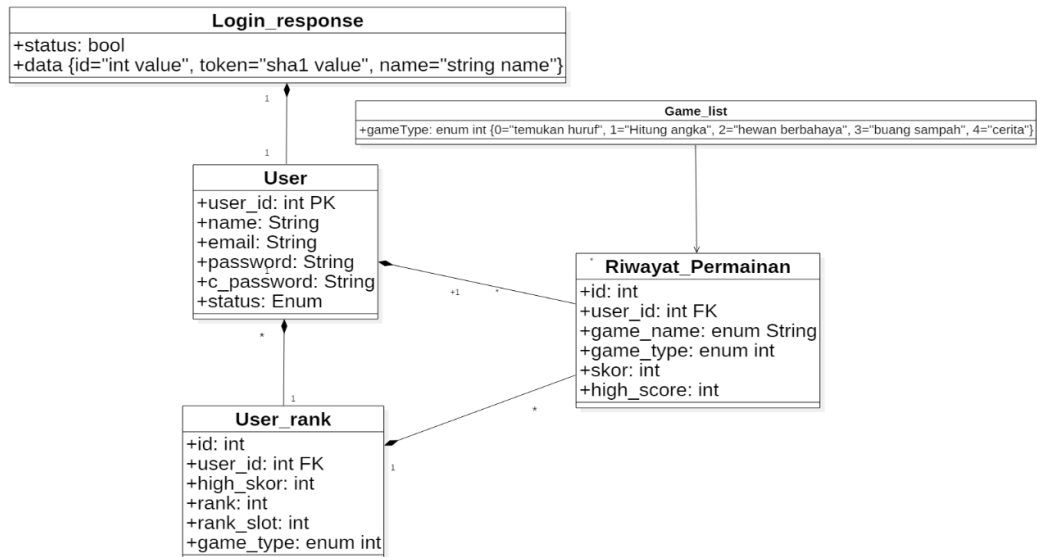 Login_response
+status: bool
+data {id="int value", token="sha1 value", name="string name"}
1
1
Game_list
+gameType: enum int {0="temukan huruf", 1="Hitung angka", 2="hewan berbahaya", 3="buang sampah", 4="cerita"}
User
+user_id: int PK
+name: String
+email: String
+password: String
+c_password: String
+status: Enum
+1
*
*
Riwayat_Permainan
+id: int
+user_id: int FK
+game_name: enum String
+game_type: enum int
+skor: int
+high_score: int
*
1
User_rank
+id: int
+user_id: int FK
+high_skor: int
+rank: int
+rank_slot: int
+game_type: enum int
1
*